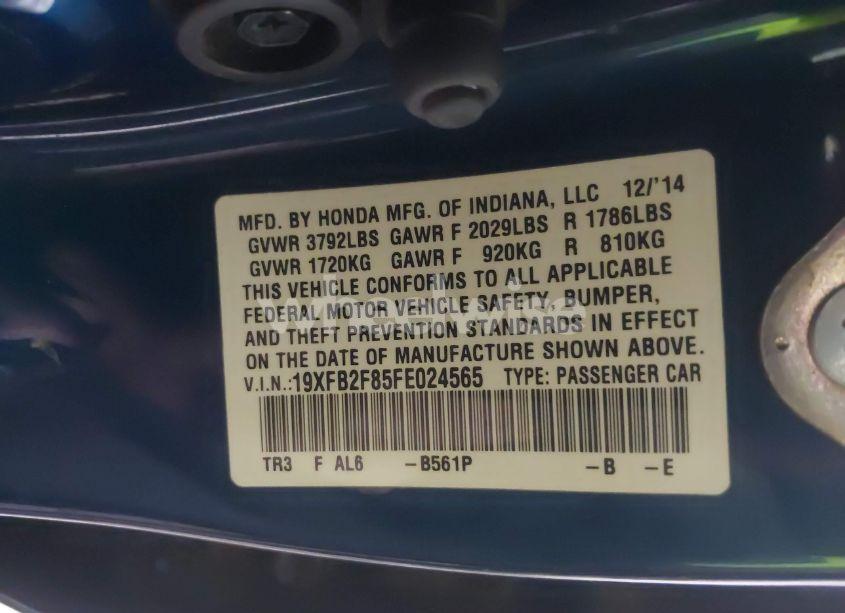 MFD. BY HONDA MFG. OF INDIANA, LLC 12/'14
GVWR 3792LBS GAWR F 2029LBS R 1786LBS
GVWR 1720KG GAWR F 920KG R 810KG
THIS VEHICLE CONFORMS TO ALL APPLICABLE
FEDERAL MOTOR VEHICLE SAFETY, BUMPER,
AND THEFT PREVENTION STANDARDS IN EFFECT
ON THE DATE OF MANUFACTURE SHOWN ABOVE.
V.I.N.:19XFB2F85FE024565 TYPE: PASSENGER CAR
TR3 F AL6 -B561P -B -E